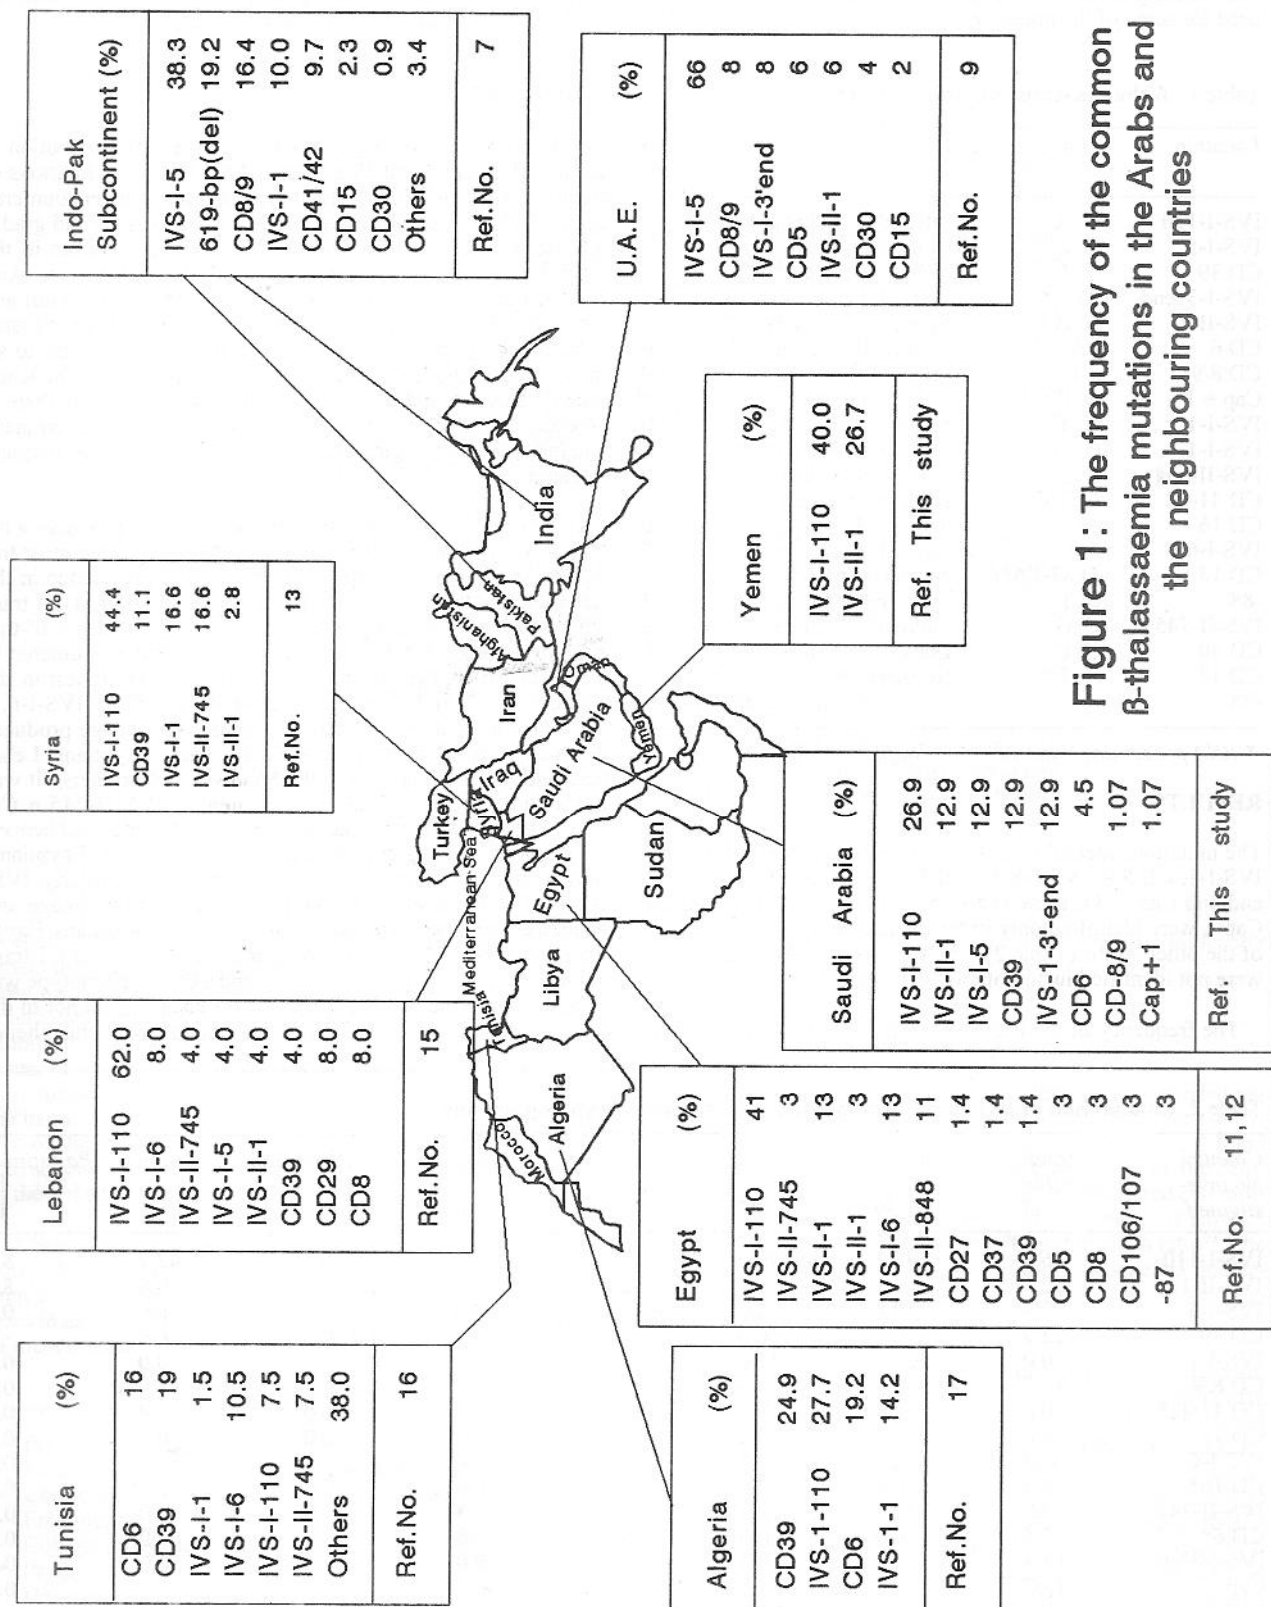 Tunisia (%)
CD6 16
CD39 19
IVS-I-1 1.5
IVS-I-6 10.5
IVS-I-110 7.5
IVS-II-745 7.5
Others 38.0
Ref.No. 16
Lebanon (%)
IVS-I-110 62.0
IVS-I-6 8.0
IVS-II-745 4.0
IVS-I-5 4.0
IVS-II-1 4.0
CD39 4.0
CD29 8.0
CD8 8.0
Ref.No. 15
Syria (%)
IVS-I-110 44.4
CD39 11.1
IVS-I-1 16.6
IVS-II-745 16.6
IVS-II-1 2.8
Ref.No. 13
Indo-Pak
Subcontinent (%)
IVS-I-5 38.3
619-bp(del) 19.2
CD8/9 16.4
IVS-I-1 10.0
CD41/42 9.7
CD15 2.3
CD30 0.9
Others 3.4
Ref.No. 7
Turkey
Mediterranean Sea
Syria
Iraq
Iran
Afghanistan
Pakistan
India
Tunisia
Morocco
Algeria
Libya
Egypt
Saudi Arabia
Oman
Yemen
Sudan
U.A.E. (%)
IVS-I-5 66
CD8/9 8
IVS-I-3'end 8
CD5 6
IVS-II-1 6
CD30 4
CD15 2
Ref.No. 9
Algeria (%)
CD39 24.9
IVS-1-110 27.7
CD6 19.2
IVS-1-1 14.2
Ref.No. 17
Egypt (%)
IVS-I-110 41
IVS-II-745 3
IVS-I-1 13
IVS-II-1 3
IVS-I-6 13
IVS-II-848 11
CD27 1.4
CD37 1.4
CD39 1.4
CD5 3
CD8 3
CD106/107 3
-87 3
Ref.No. 11,12
Saudi Arabia (%)
IVS-I-110 26.9
IVS-II-1 12.9
IVS-I-5 12.9
CD39 12.9
IVS-1-3'-end 12.9
CD6 4.5
CD-8/9 1.07
Cap+1 1.07
Ref. This study
Yemen (%)
IVS-I-110 40.0
IVS-II-1 26.7
Ref. This study
Figure 1: The frequency of the common
β-thalassaemia mutations in the Arabs and
the neighbouring countries